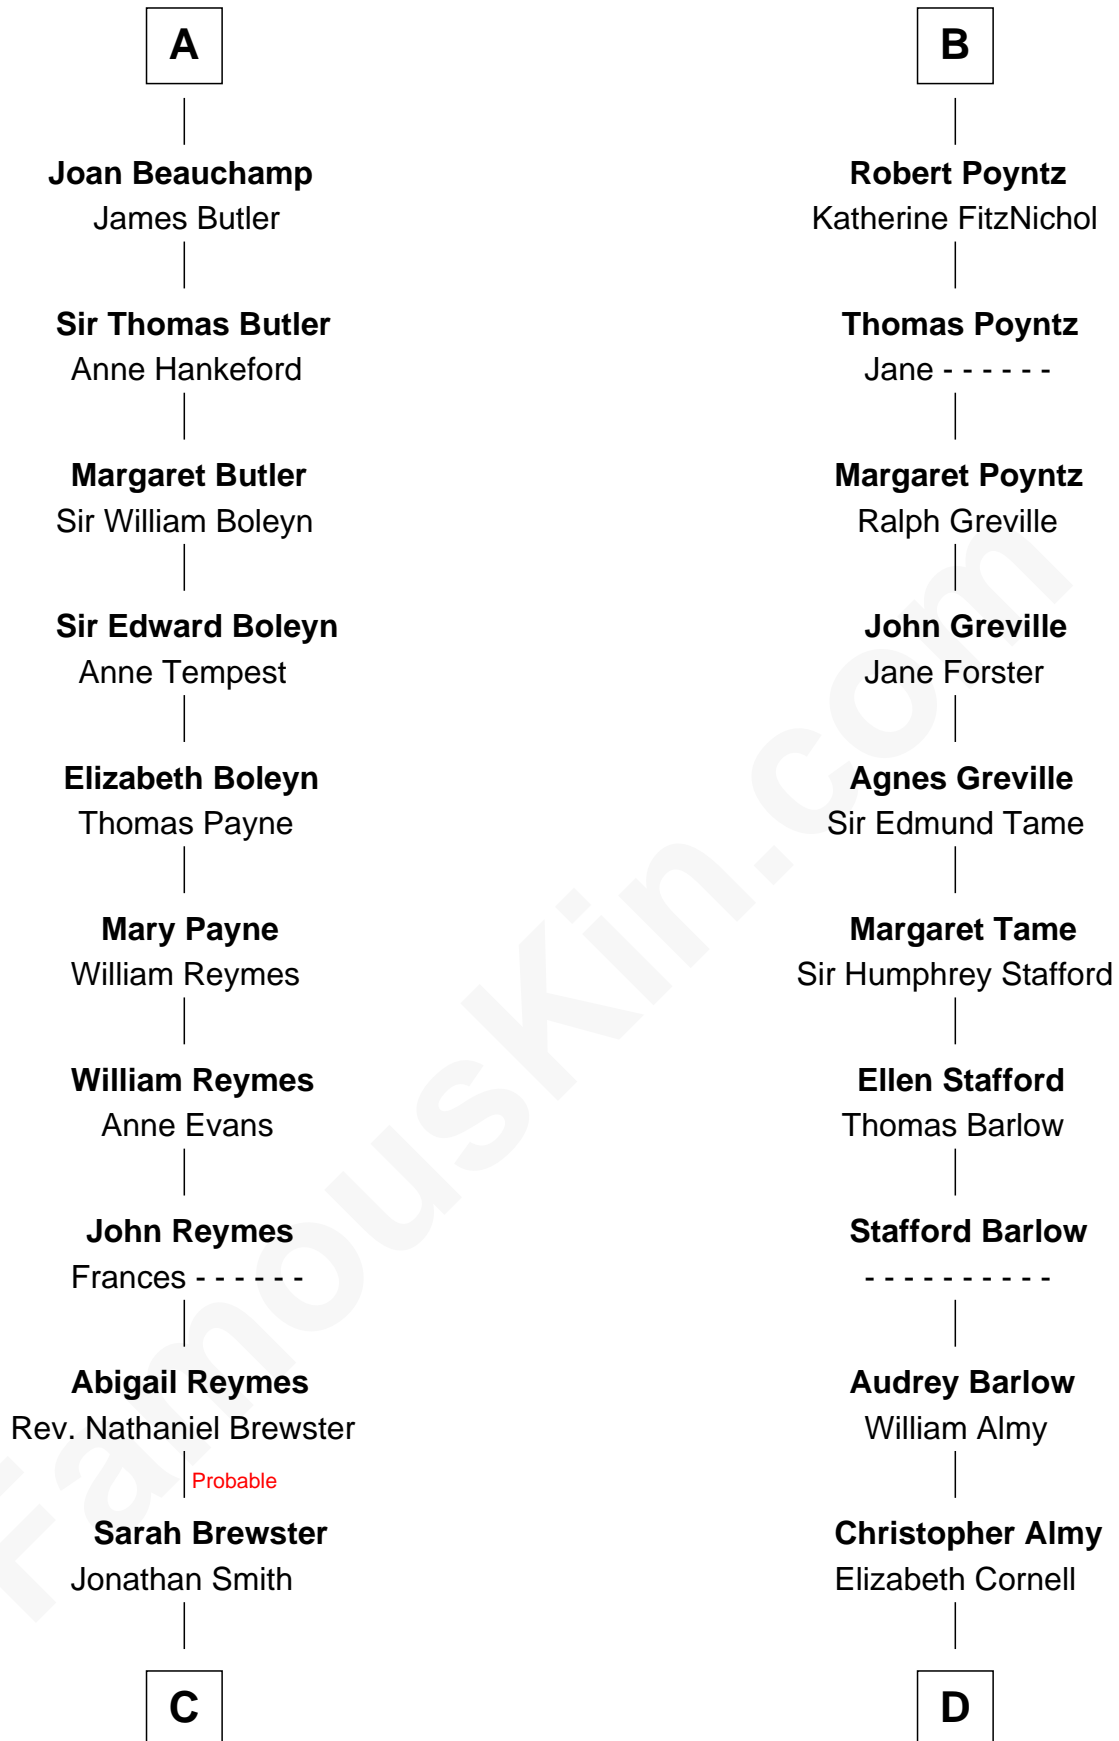 A
Joan Beauchamp
James Butler
Sir Thomas Butler
Anne Hankeford
Margaret Butler
Sir William Boleyn
Sir Edward Boleyn
Anne Tempest
Elizabeth Boleyn
Thomas Payne
Mary Payne
William Reymes
William Reymes
Anne Evans
John Reymes
Frances - - - - - -
Abigail Reymes
Rev. Nathaniel Brewster
Probable
Sarah Brewster
Jonathan Smith
C
B
Robert Poyntz
Katherine FitzNichol
Thomas Poyntz
Jane - - - - - -
Margaret Poyntz
Ralph Greville
John Greville
Jane Forster
Agnes Greville
Sir Edmund Tame
Margaret Tame
Sir Humphrey Stafford
Ellen Stafford
Thomas Barlow
Stafford Barlow
- - - - - - - - - -
Audrey Barlow
William Almy
Christopher Almy
Elizabeth Cornell
D
FamousKin.com